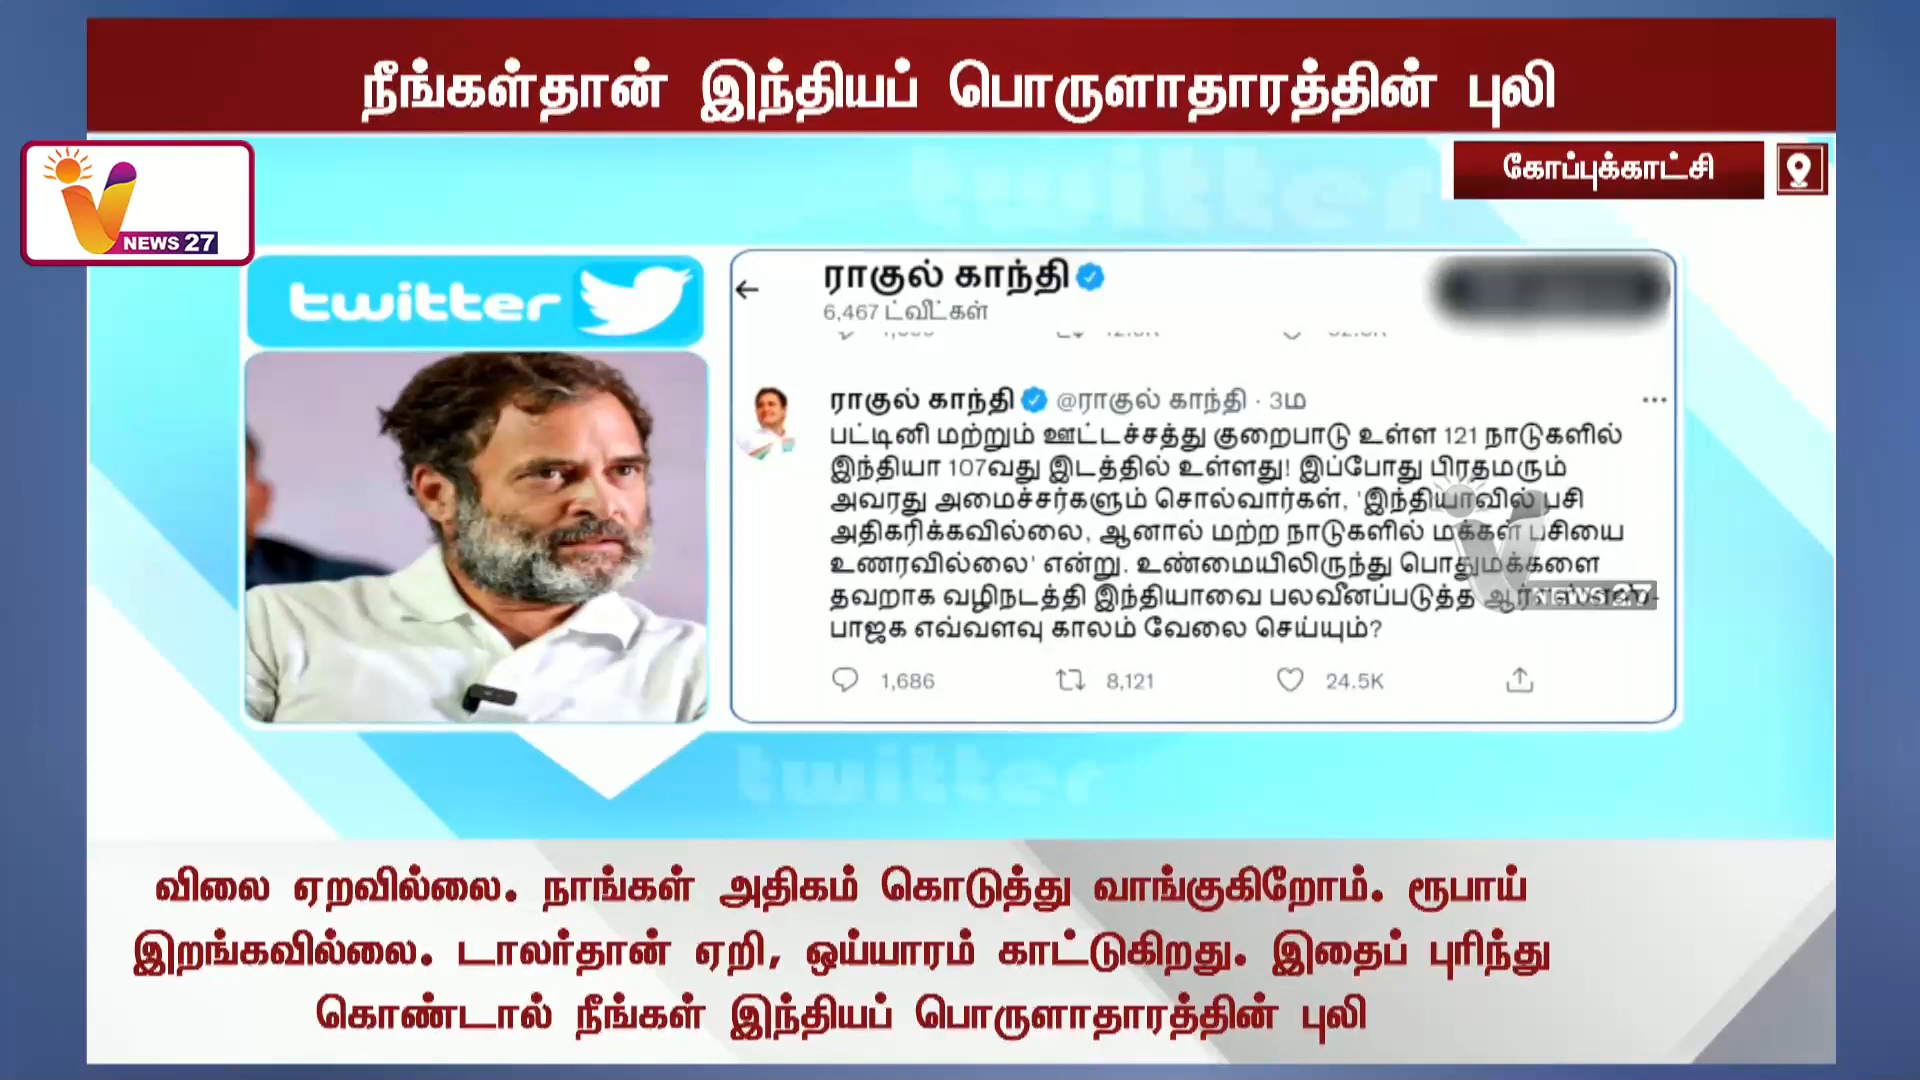 நீங்கள்தான் இந்தியப் பொருளாதாரத்தின் புலி
கோப்புக்காட்சி
NEWS 27
twitter
twitter
ராகுல் காந்தி
6,467 ட்வீட்கள்
ராகுல் காந்தி @ராகுல் காந்தி · 3ம
பட்டினி மற்றும் ஊட்டச்சத்து குறைபாடு உள்ள 121 நாடுகளில்
இந்தியா 107வது இடத்தில் உள்ளது! இப்போது பிரதமரும்
அவரது அமைச்சர்களும் சொல்வார்கள், 'இந்தியாவில் பசி
அதிகரிக்கவில்லை, ஆனால் மற்ற நாடுகளில் மக்கள் பசியை
உணரவில்லை' என்று. உண்மையிலிருந்து பொதுமக்களை
தவறாக வழிநடத்தி இந்தியாவை பலவீனப்படுத்த
பாஜக எவ்வளவு காலம் வேலை செய்யும்?
1,686 8,121 24.5K
NEWS 27
twitter
விலை ஏறவில்லை. நாங்கள் அதிகம் கொடுத்து வாங்குகிறோம். ரூபாய்
இறங்கவில்லை. டாலர்தான் ஏறி, ஒய்யாரம் காட்டுகிறது. இதைப் புரிந்து
கொண்டால் நீங்கள் இந்தியப் பொருளாதாரத்தின் புலி